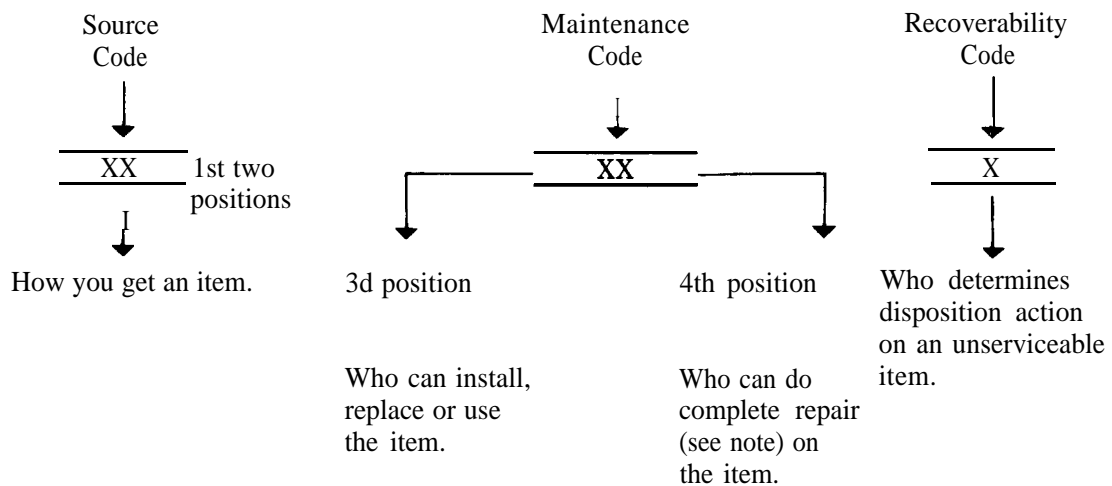 Source
Code
XX
1st two
positions
How you get an item.
Maintenance
Code
XX
3d position
Who can install,
replace or use
the item.
4th position
Who can do
complete repair
(see note) on
the item.
Recoverability
Code
X
Who determines
disposition action
on an unserviceable
item.